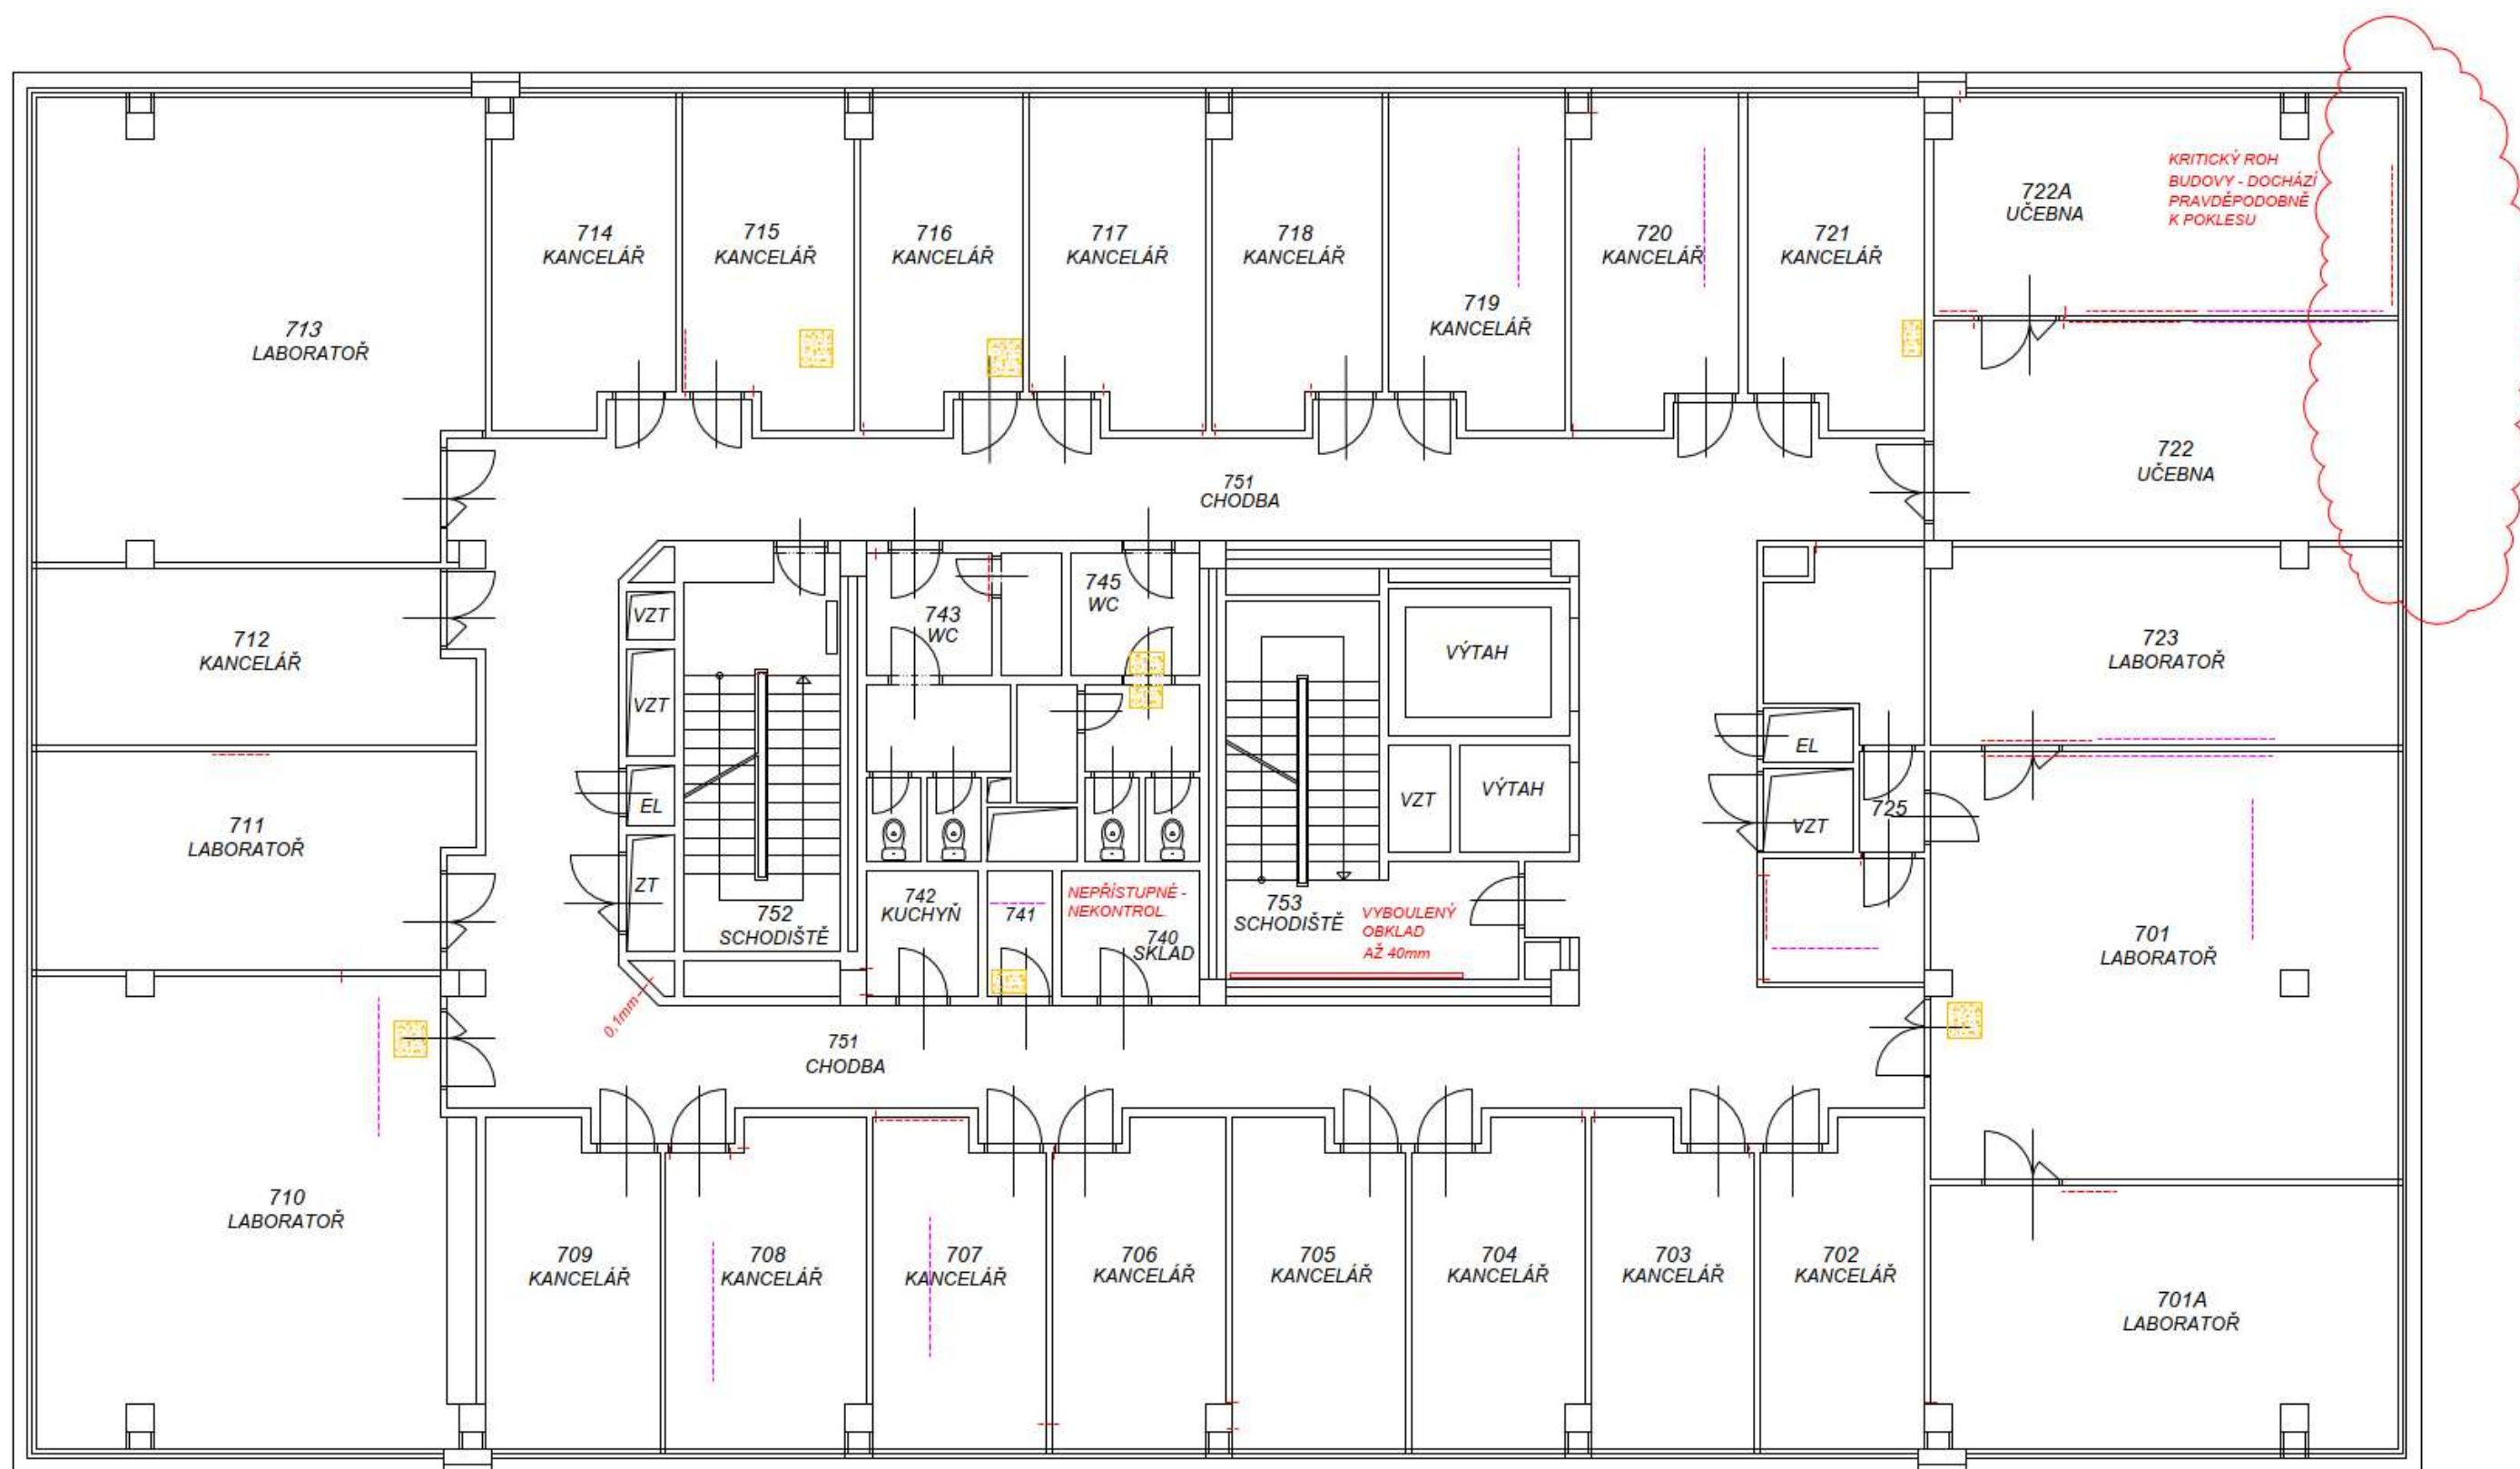 KRITICKÝ ROH
BUDOVY - DOCHÁZÍ
PRAVDĚPODOBNĚ
K POKLESU
722A
UČEBNA
714
KANCELÁŘ
715
KANCELÁŘ
716
KANCELÁŘ
717
KANCELÁŘ
718
KANCELÁŘ
719
KANCELÁŘ
720
KANCELÁŘ
721
KANCELÁŘ
713
LABORATOŘ
722
UČEBNA
751
CHODBA
712
KANCELÁŘ
VZT
VZT
EL
ZT
743
WC
745
WC
VÝTAH
VZT
VÝTAH
723
LABORATOŘ
EL
VZT
725
711
LABORATOŘ
752
SCHODIŠTĚ
742
KUCHYŇ
741
NEPŘÍSTUPNÉ -
NEKONTROL.
740
SKLAD
753
SCHODIŠTĚ
VYBOULENÝ
OBKLAD
AŽ 40mm
701
LABORATOŘ
0,1mm
751
CHODBA
710
LABORATOŘ
709
KANCELÁŘ
708
KANCELÁŘ
707
KANCELÁŘ
706
KANCELÁŘ
705
KANCELÁŘ
704
KANCELÁŘ
703
KANCELÁŘ
702
KANCELÁŘ
701A
LABORATOŘ